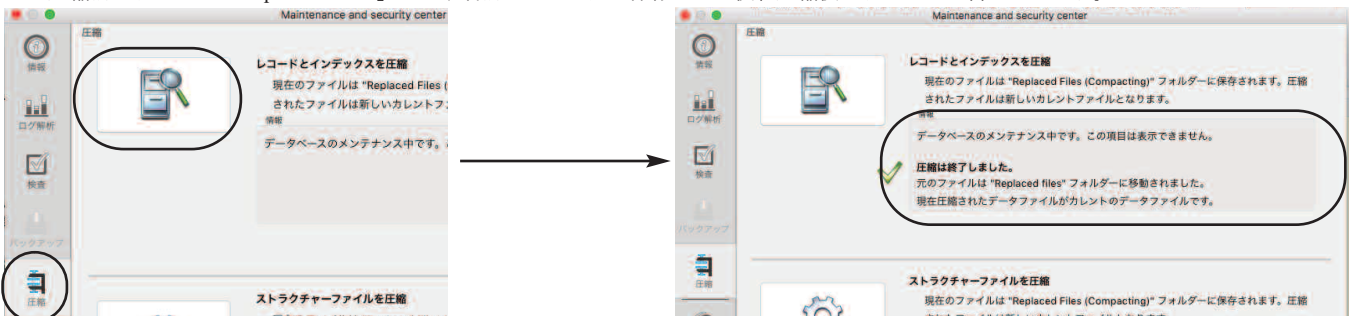 Maintenance and security center
圧縮
情報
ログ解析
検査
バックアップ
圧縮
レコードとインデックスを圧縮
現在のファイルは "Replaced Files (
されたファイルは新しいカレントファ
情報
データベースのメンテナンス中です。
ストラクチャーファイルを圧縮
Maintenance and security center
圧縮
情報
ログ解析
検査
バックアップ
圧縮
レコードとインデックスを圧縮
現在のファイルは "Replaced Files (Compacting)" フォルダーに保存されます。圧縮
されたファイルは新しいカレントファイルとなります。
情報
データベースのメンテナンス中です。この項目は表示できません。
圧縮は終了しました。
元のファイルは "Replaced files" フォルダーに移動されました。
現在圧縮されたデータファイルがカレントのデータファイルです。
ストラクチャーファイルを圧縮
現在のファイルは "Replaced Files (Compacting)" フォルダーに保存されます。圧縮